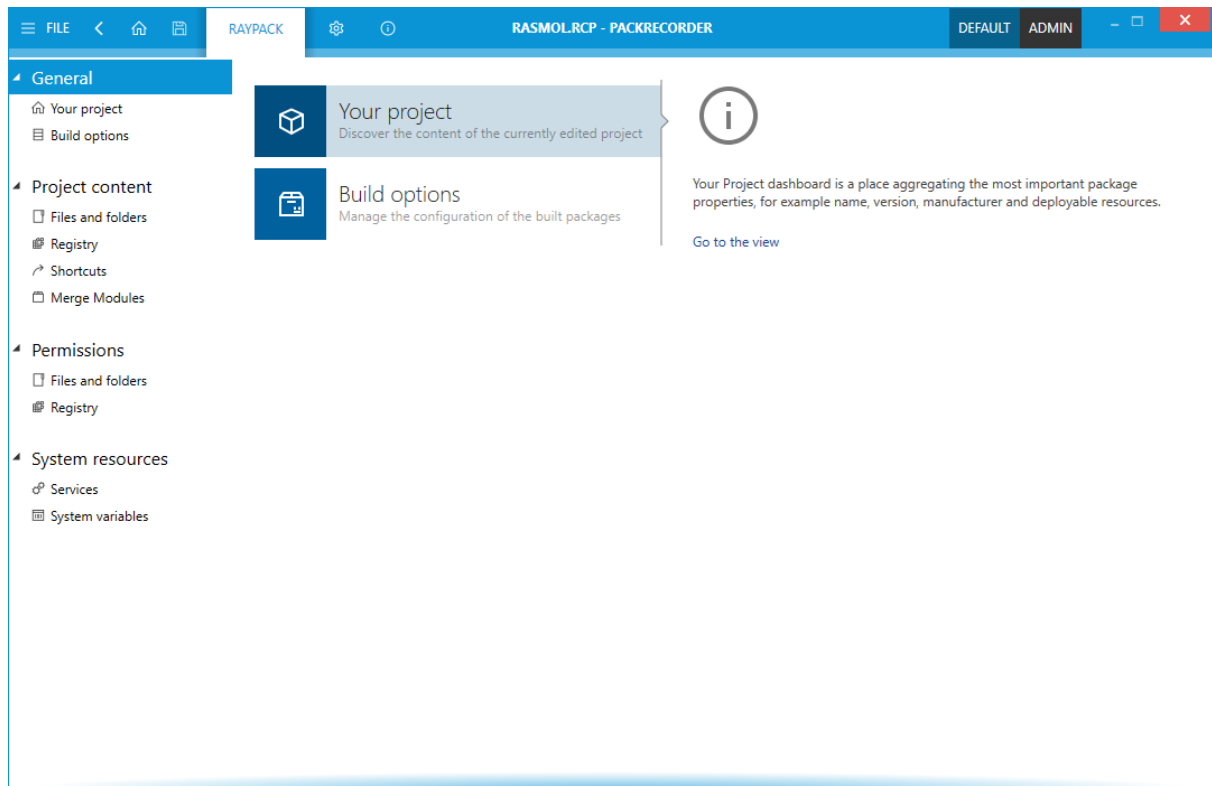 FILE
RAYPACK
RASMOL.RCP - PACKRECORDER
DEFAULT
ADMIN
General
Your project
Build options
Project content
Files and folders
Registry
Shortcuts
Merge Modules
Permissions
Files and folders
Registry
System resources
Services
System variables
Your project
Discover the content of the currently edited project
Build options
Manage the configuration of the built packages
Your Project dashboard is a place aggregating the most important package
properties, for example name, version, manufacturer and deployable resources.
Go to the view